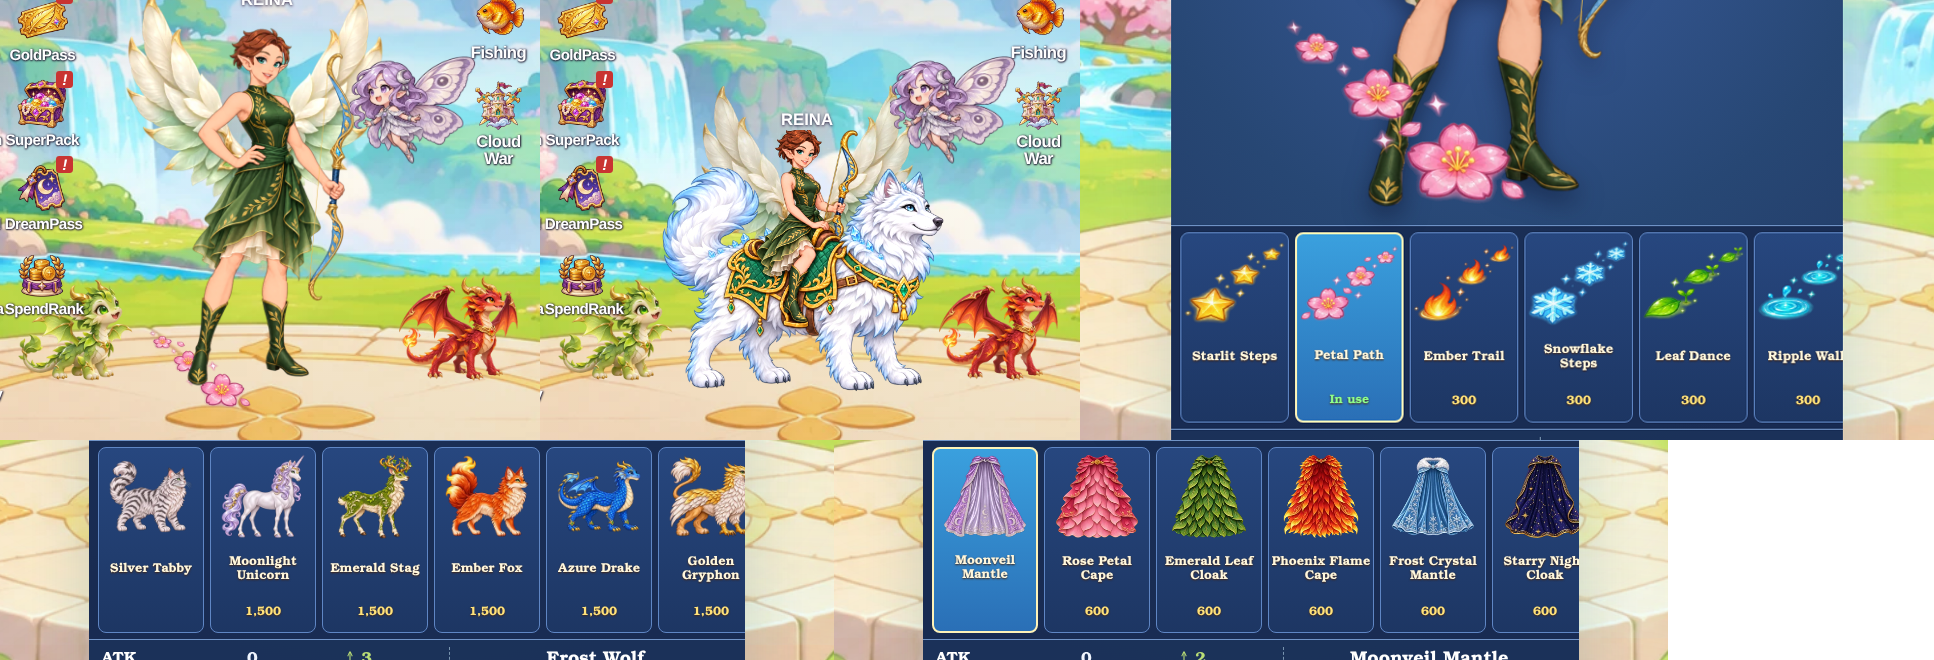 REINA
GoldPass
Fishing
!
SuperPack
Cloud
War
!
DreamPass
SpendRank
GoldPass
Fishing
!
SuperPack
REINA
Cloud
War
!
DreamPass
aSpendRank
Starlit Steps
Petal Path
In use
Ember Trail
300
Snowflake
Steps
300
Leaf Dance
300
Ripple Wal
300
Silver Tabby
Moonlight
Unicorn
1,500
Emerald Stag
1,500
Ember Fox
1,500
Azure Drake
1,500
Golden
Gryphon
1,500
ATK 0 ↑ 3 Frost Wolf
Moonveil
Mantle
Rose Petal
Cape
600
Emerald Leaf
Cloak
600
Phoenix Flame
Cape
600
Frost Crystal
Mantle
600
Starry Nigh
Cloak
600
ATK 0 ↑ 2 Moonveil Mantle